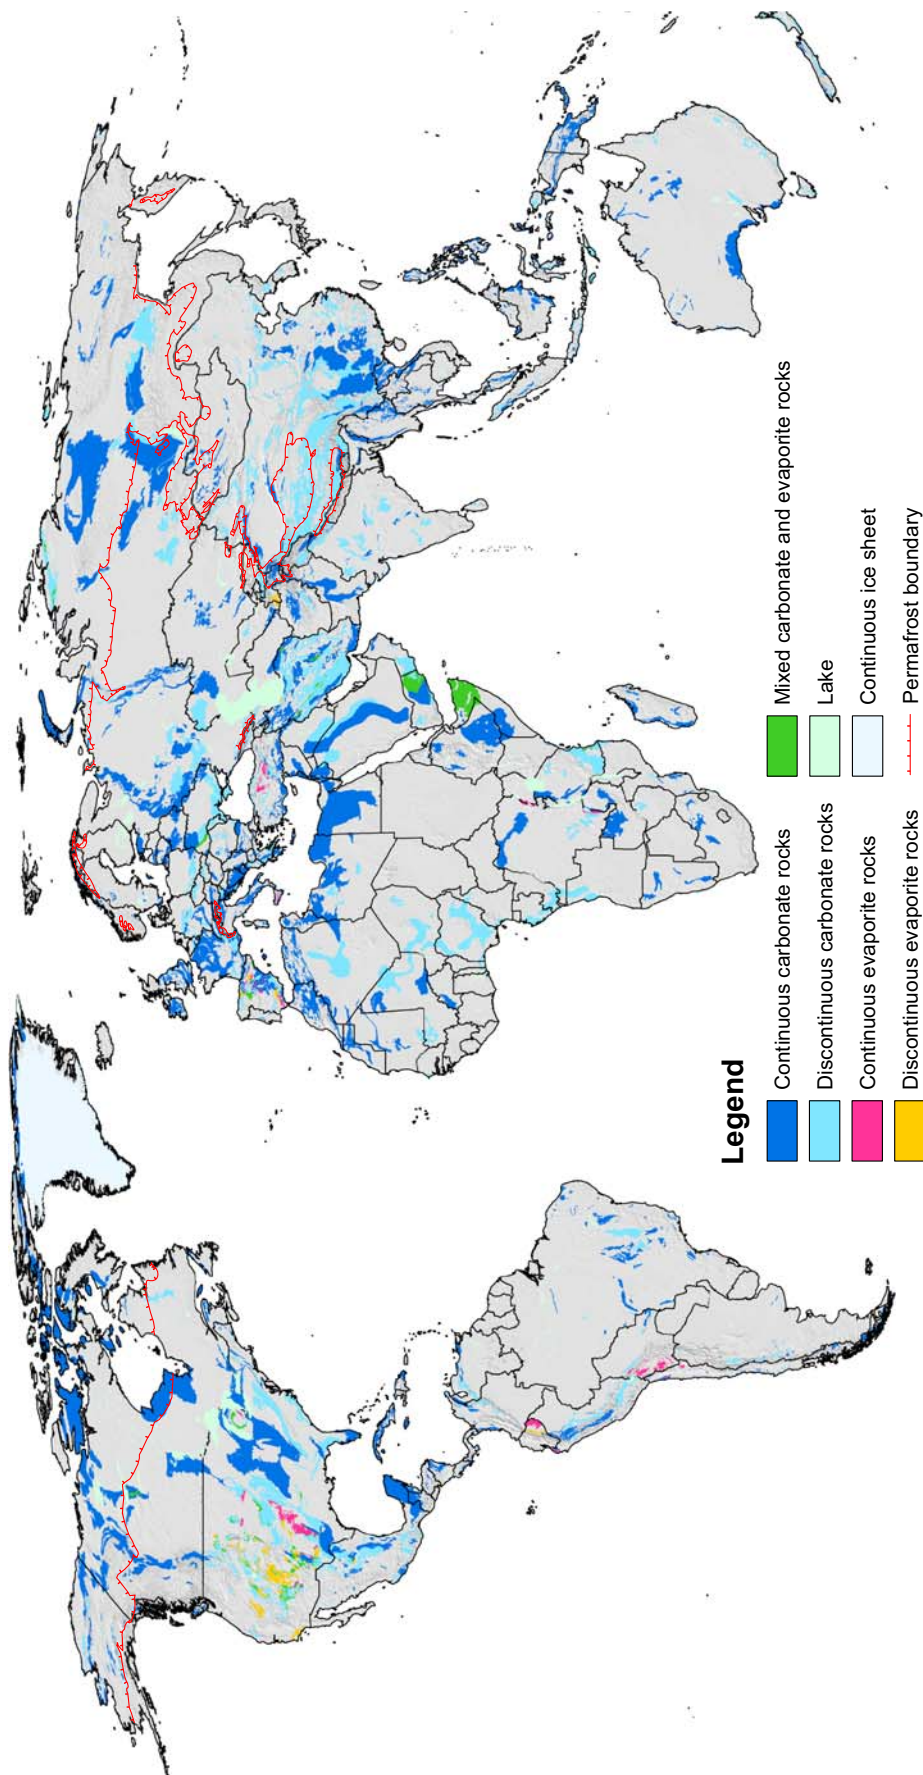 Legend
Continuous carbonate rocks
Discontinuous carbonate rocks
Continuous evaporite rocks
Discontinuous evaporite rocks
Mixed carbonate and evaporite rocks
Lake
Continuous ice sheet
Permafrost boundary